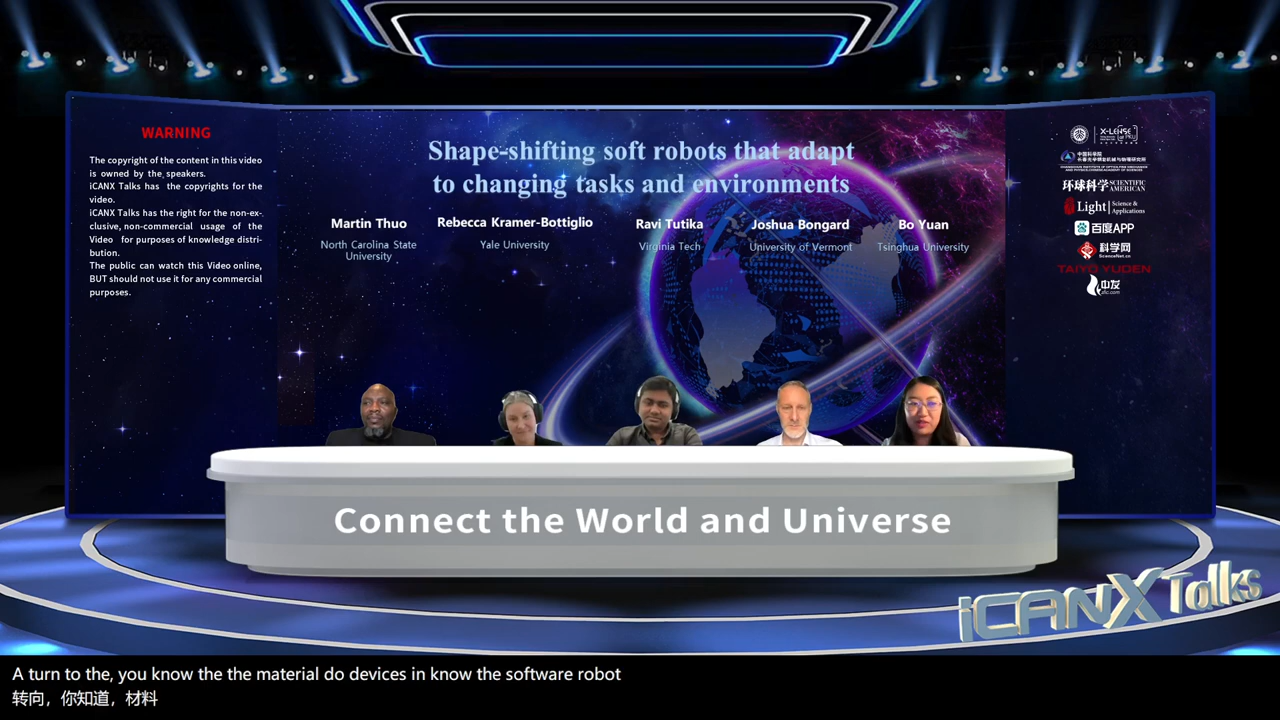 WARNING
The copyright of the content in this video
is owned by the speakers.
iCANX Talks has the copyrights for the
video.
iCANX Talks has the right for the non-ex-
clusive, non-commercial usage of the
Video for purposes of knowledge distri-
bution.
The public can watch this Video online,
BUT should not use it for any commercial
purposes.
Shape-shifting soft robots that adapt
to changing tasks and environments
Martin Thuo
North Carolina State
University
Rebecca Kramer-Bottiglio
Yale University
Ravi Tutika
Virginia Tech
Joshua Bongard
University of Vermont
Bo Yuan
Tsinghua University
X-LENSE
中国科学院
环球科学 SCIENTIFIC AMERICAN
Light Science & Applications
百度APP
科学网
ScienceNet.cn
TAIYO YUDEN
Connect the World and Universe
iCANX Talks
A turn to the, you know the the material do devices in know the software robot
转向，你知道，材料